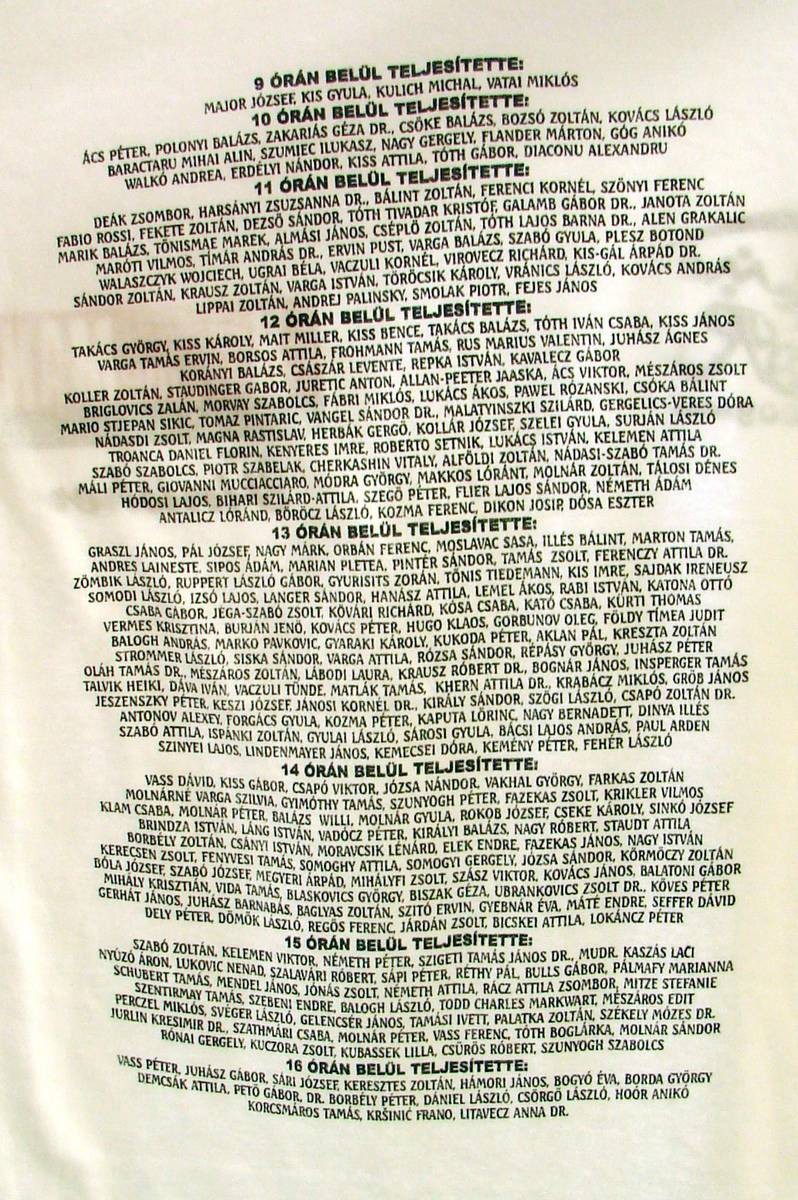 9 ÓRÁN BELÜL TELJESÍTETTE:
MAJOR JÓZSEF, KIS GYULA, KULICH MICHAL, VATAI MIKLÓS
10 ÓRÁN BELÜL TELJESÍTETTE:
ÁCS PÉTER, POLONYI BALÁZS, ZAKARIÁS GÉZA DR., CSŐKE BALÁZS, BOZSÓ ZOLTÁN, KOVÁCS LÁSZLÓ
BARACTARU MIHAI ALIN, SZUMIEC ILUKASZ, NAGY GERGELY, FLANDER MÁRTON, GÓG ANIKÓ
WALKÓ ANDREA, ERDÉLYI NÁNDOR, KISS ATTILA, TÓTH GÁBOR, DIACONU ALEXANDRU
11 ÓRÁN BELÜL TELJESÍTETTE:
DEÁK ZSOMBOR, HARSÁNYI ZSUZSANNA DR., BÁLINT ZOLTÁN, FERENCI KORNÉL, SZŐNYI FERENC
FABIO ROSSI, FEKETE ZOLTÁN, DEZSŐ SÁNDOR, TÓTH TIVADAR KRISTÓF, GALAMB GÁBOR DR., JANOTA ZOLTÁN
MARIK BALÁZS, TÖNISMAE MAREK, ALMÁSI JÁNOS, CSÉPLŐ ZOLTÁN, TÓTH LAJOS BARNA DR., ALEN GRAKALIC
MARÓTI VILMOS, TÍMÁR ANDRÁS DR., ERVIN PUST, VARGA BALÁZS, SZABÓ GYULA, PLESZ BOTOND
WALASZCZYK WOJCIECH, UGRAI BÉLA, VACZULI KORNÉL, VIROVECZ RICHÁRD, KIS-GÁL ÁRPÁD DR.
SÁNDOR ZOLTÁN, KRAUSZ ZOLTÁN, VARGA ISTVÁN, TÖRÖCSIK KÁROLY, VRÁNICS LÁSZLÓ, KOVÁCS ANDRÁS
LIPPAI ZOLTÁN, ANDREJ PALINSKY, SMOLAK PIOTR, FEJES JÁNOS
12 ÓRÁN BELÜL TELJESÍTETTE:
TAKÁCS GYÖRGY, KISS KÁROLY, MAIT MILLER, KISS BENCE, TAKÁCS BALÁZS, TÓTH IVÁN CSABA, KISS JÁNOS
VARGA TAMÁS ERVIN, BORSOS ATTILA, FROHMANN TAMÁS, RUS MARIUS VALENTIN, JUHÁSZ ÁGNES
KORÁNYI BALÁZS, CSÁSZÁR LEVENTE, REPKA ISTVÁN, KAVALECZ GÁBOR
KOLLER ZOLTÁN, STAUDINGER GÁBOR, JURETIC ANTON, ALLAN-PEETER JAASKA, ÁCS VIKTOR, MÉSZÁROS ZSOLT
BRIGLOVICS ZALÁN, MORVAY SZABOLCS, FÁBRI MIKLÓS, LUKÁCS ÁKOS, PAWEL RÓZANSKI, CSÓKA BÁLINT
MARIO STJEPAN SIKIC, TOMAZ PINTARIC, VANGEL SÁNDOR DR., MALATYINSZKI SZILÁRD, GERGELICS-VERES DÓRA
NÁDASDI ZSOLT, MAGNA RASTISLAV, HERBÁK GERGŐ, KOLLÁR JÓZSEF, SZELEI GYULA, SURJÁN LÁSZLÓ
TROANCA DANIEL FLORIN, KENYERES IMRE, ROBERTO SETNIK, LUKÁCS ISTVÁN, KELEMEN ATTILA
SZABÓ SZABOLCS, PIOTR SZABELAK, CHERKASHIN VITALY, ALFÖLDI ZOLTÁN, NÁDASI-SZABÓ TAMÁS DR.
MÁLI PÉTER, GIOVANNI MUCCIACCIARO, MÓDRA GYÖRGY, MAKKOS LÓRÁNT, MOLNÁR ZOLTÁN, TÁLOSI DÉNES
HÓDOSI LAJOS, BIHARI SZILÁRD-ATTILA, SZEGŐ PÉTER, FLIER LAJOS SÁNDOR, NÉMETH ÁDÁM
ANTALICZ LÓRÁND, BÖRÖCZ LÁSZLÓ, KOZMA FERENC, DIKON JOSIP, DÓSA ESZTER
13 ÓRÁN BELÜL TELJESÍTETTE:
GRASZL JÁNOS, PÁL JÓZSEF, NAGY MÁRK, ORBÁN FERENC, MOSLAVAC SASA, ILLÉS BÁLINT, MARTON TAMÁS,
ANDRES LAINESTE, SIPOS ÁDÁM, MARIAN PLETEA, PINTÉR SÁNDOR, TAMÁS ZSOLT, FERENCZY ATTILA DR.
ZÖMBIK LÁSZLÓ, RUPPERT LÁSZLÓ GÁBOR, GYURISITS ZORÁN, TÖNIS TIEDEMANN, KIS IMRE, SAJDAK IRENEUSZ
SOMODI LÁSZLÓ, IZSÓ LAJOS, LANGER SÁNDOR, HANÁSZ ATTILA, LEMEL ÁKOS, RABI ISTVÁN, KATONA OTTÓ
CSABA GÁBOR, JÉGA-SZABÓ ZSOLT, KŐVÁRI RICHÁRD, KÓSA CSABA, KATÓ CSABA, KÜRTI THOMAS
VERMES KRISZTINA, BURJÁN JENŐ, KOVÁCS PÉTER, HUGO KLAOS, GORBUNOV OLEG, FÖLDY TÍMEA JUDIT
BALOGH ANDRÁS, MARKO PAVKOVIC, GYARAKI KÁROLY, KUKODA PÉTER, AKLAN PÁL, KRESZTA ZOLTÁN
STROMMER LÁSZLÓ, SISKA SÁNDOR, VARGA ATTILA, RÓZSA SÁNDOR, RÉPÁSY GYÖRGY, JUHÁSZ PÉTER
OLÁH TAMÁS DR., MÉSZÁROS ZOLTÁN, LÁBODI LAURA, KRAUSZ RÓBERT DR., BOGNÁR JÁNOS, INSPERGER TAMÁS
TALVIK HEIKI, DÁVA IVÁN, VACZULI TÜNDE, MATLÁK TAMÁS, KHERN ATTILA DR., KRABÁCZ MIKLÓS, GRÓB JÁNOS
JESZENSZKY PÉTER, KESZI JÓZSEF, JÁNOSI KORNÉL DR., KIRÁLY SÁNDOR, SZŐGI LÁSZLÓ, CSAPÓ ZOLTÁN DR.
ANTONOV ALEXEY, FORGÁCS GYULA, KOZMA PÉTER, KAPUTA LŐRINC, NAGY BERNADETT, DINYA ILLÉS
SZABÓ ATTILA, ISPÁNKI ZOLTÁN, GYULAI LÁSZLÓ, SÁROSI GYULA, BÁCSI LAJOS ANDRÁS, PAUL ARDEN
SZINYEI LAJOS, LINDENMAYER JÁNOS, KEMECSEI DÓRA, KEMÉNY PÉTER, FEHÉR LÁSZLÓ
14 ÓRÁN BELÜL TELJESÍTETTE:
VASS DÁVID, KISS GÁBOR, CSAPÓ VIKTOR, JÓZSA NÁNDOR, VAKHAL GYÖRGY, FARKAS ZOLTÁN
MOLNÁRNÉ VARGA SZILVIA, GYIMÓTHY TAMÁS, SZUNYOGH PÉTER, FAZEKAS ZSOLT, KRIKLER VILMOS
KLAM CSABA, MOLNÁR PÉTER, BALÁZS WILLI, MOLNÁR GYULA, ROKOB JÓZSEF, CSEKE KÁROLY, SINKÓ JÓZSEF
BRINDZA ISTVÁN, LÁNG ISTVÁN, VADÓCZ PÉTER, KIRÁLYI BALÁZS, NAGY RÓBERT, STAUDT ATTILA
BORBÉLY ZOLTÁN, CSÁNYI ISTVÁN, MORAVCSIK LÉNÁRD, ELEK ENDRE, FAZEKAS JÁNOS, NAGY ISTVÁN
KERECSEN ZSOLT, FENYVESI TAMÁS, SOMOGHY ATTILA, SOMOGYI GERGELY, JÓZSA SÁNDOR, KÖRMÖCZY ZOLTÁN
BÓLA JÓZSEF, SZABÓ JÓZSEF, MEGYERI ÁRPÁD, MIHÁLYFI ZSOLT, SZÁSZ VIKTOR, KOVÁCS JÁNOS, BALATONI GÁBOR
MIHÁLY KRISZTIÁN, VIDA TAMÁS, BLASKOVICS GYÖRGY, BISZAK GÉZA, UBRANKOVICS ZSOLT DR., KÖVES PÉTER
GERHÁT JÁNOS, JUHÁSZ BARNABÁS, BAGLYAS ZOLTÁN, SZITÓ ERVIN, GYEBNÁR ÉVA, MÁTÉ ENDRE, SEFFER DÁVID
DELY PÉTER, DÖMÖK LÁSZLÓ, REGŐS FERENC, JÁRDÁN ZSOLT, BICSKEI ATTILA, LOKÁNCZ PÉTER
15 ÓRÁN BELÜL TELJESÍTETTE:
SZABÓ ZOLTÁN, KELEMEN VIKTOR, NÉMETH PÉTER, SZIGETI TAMÁS JÁNOS DR., MUDR. KASZÁS LAČI
NYÚZÓ ÁRON, LUKOVIC NENAD, SZALAVÁRI RÓBERT, SÁPI PÉTER, RÉTHY PÁL, BULLS GÁBOR, PÁLMAFY MARIANNA
SCHUBERT TAMÁS, MENDEL JÁNOS, JÓNÁS ZSOLT, NÉMETH ATTILA, RÁCZ ATTILA ZSOMBOR, MITZE STEFANIE
SZENTIRMAY TAMÁS, SZEBENI ENDRE, BALOGH LÁSZLÓ, TODD CHARLES MARKWART, MÉSZÁROS EDIT
PERCZEL MIKLÓS, SVÉGER LÁSZLÓ, GELENCSÉR JÁNOS, TAMÁSI IVETT, PALATKA ZOLTÁN, SZÉKELY MÓZES DR.
JURLIN KRESIMIR DR., SZATHMÁRI CSABA, MOLNÁR PÉTER, VASS FERENC, TÓTH BOGLÁRKA, MOLNÁR SÁNDOR
RÓNAI GERGELY, KUCZORA ZSOLT, KUBASSEK LILLA, CSŰRÖS RÓBERT, SZUNYOGH SZABOLCS
16 ÓRÁN BELÜL TELJESÍTETTE:
VASS PÉTER, JUHÁSZ GÁBOR, SÁRI JÓZSEF, KERESZTES ZOLTÁN, HÁMORI JÁNOS, BOGYÓ ÉVA, BORDA GYÖRGY
DEMCSÁK ATTILA, PETŐ GÁBOR, DR. BORBÉLY PÉTER, DÁNIEL LÁSZLÓ, CSÖRGŐ LÁSZLÓ, HOÓR ANIKÓ
KORCSMÁROS TAMÁS, KRŠINIĆ FRANO, LITAVECZ ANNA DR.